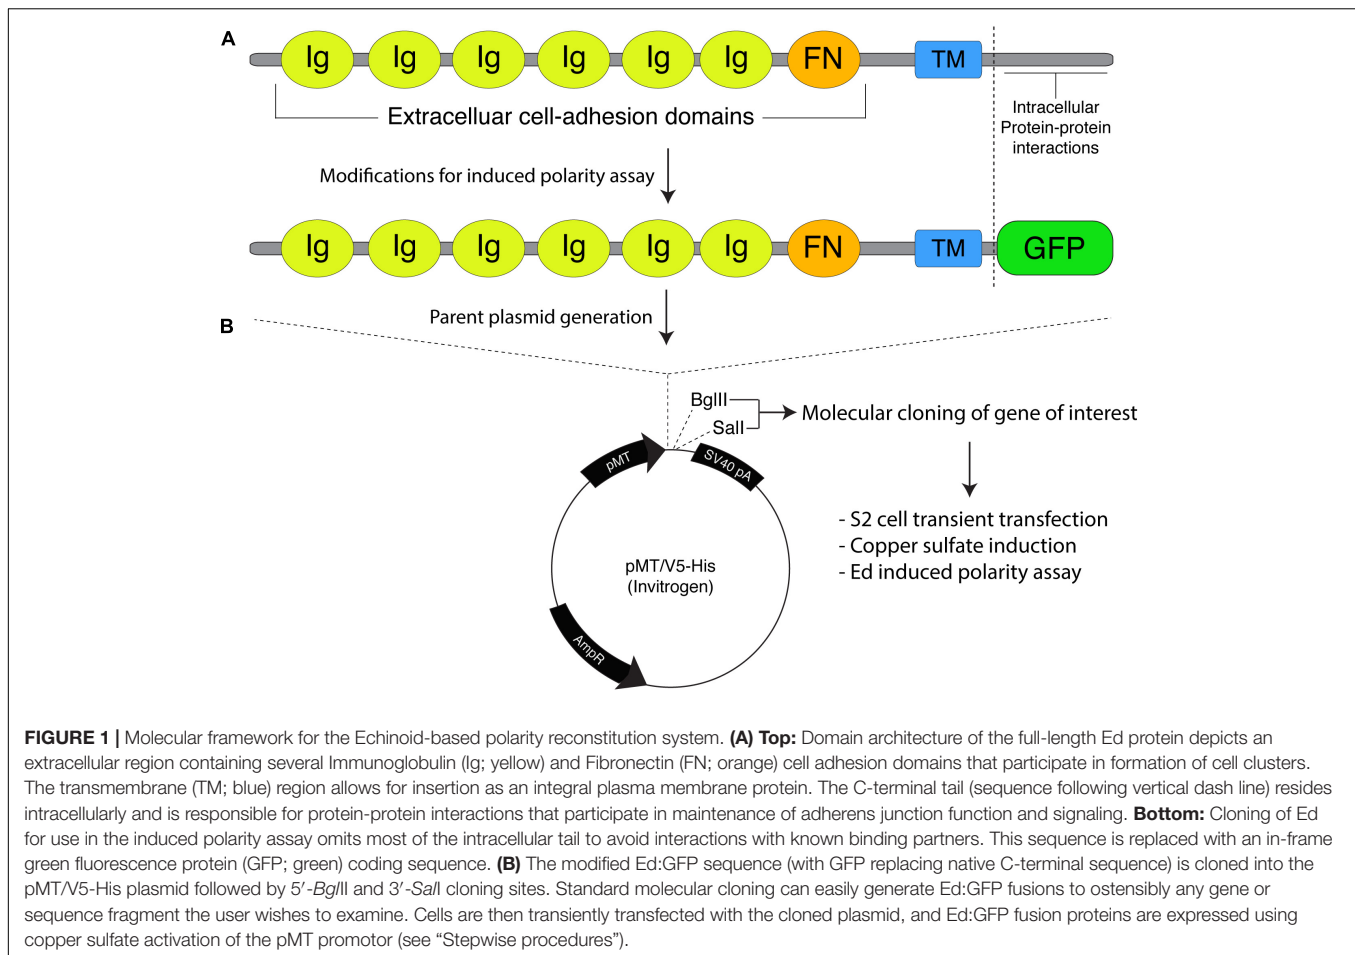 A
Ig Ig Ig Ig Ig Ig FN TM
Extracelluar cell-adhesion domains
Intracellular
Protein-protein
interactions
Modifications for induced polarity assay
Ig Ig Ig Ig Ig Ig FN TM GFP
Parent plasmid generation
B
BglII
SalI
Molecular cloning of gene of interest
pMT
SV40 pA
- S2 cell transient transfection
- Copper sulfate induction
- Ed induced polarity assay
pMT/V5-His
(Invitrogen)
AmpR
FIGURE 1 | Molecular framework for the Echinoid-based polarity reconstitution system. (A) Top: Domain architecture of the full-length Ed protein depicts an
extracellular region containing several Immunoglobulin (Ig; yellow) and Fibronectin (FN; orange) cell adhesion domains that participate in formation of cell clusters.
The transmembrane (TM; blue) region allows for insertion as an integral plasma membrane protein. The C-terminal tail (sequence following vertical dash line) resides
intracellularly and is responsible for protein-protein interactions that participate in maintenance of adherens junction function and signaling. Bottom: Cloning of Ed
for use in the induced polarity assay omits most of the intracellular tail to avoid interactions with known binding partners. This sequence is replaced with an in-frame
green fluorescence protein (GFP; green) coding sequence. (B) The modified Ed:GFP sequence (with GFP replacing native C-terminal sequence) is cloned into the
pMT/V5-His plasmid followed by 5′-BglII and 3′-SalI cloning sites. Standard molecular cloning can easily generate Ed:GFP fusions to ostensibly any gene or
sequence fragment the user wishes to examine. Cells are then transiently transfected with the cloned plasmid, and Ed:GFP fusion proteins are expressed using
copper sulfate activation of the pMT promotor (see “Stepwise procedures”).